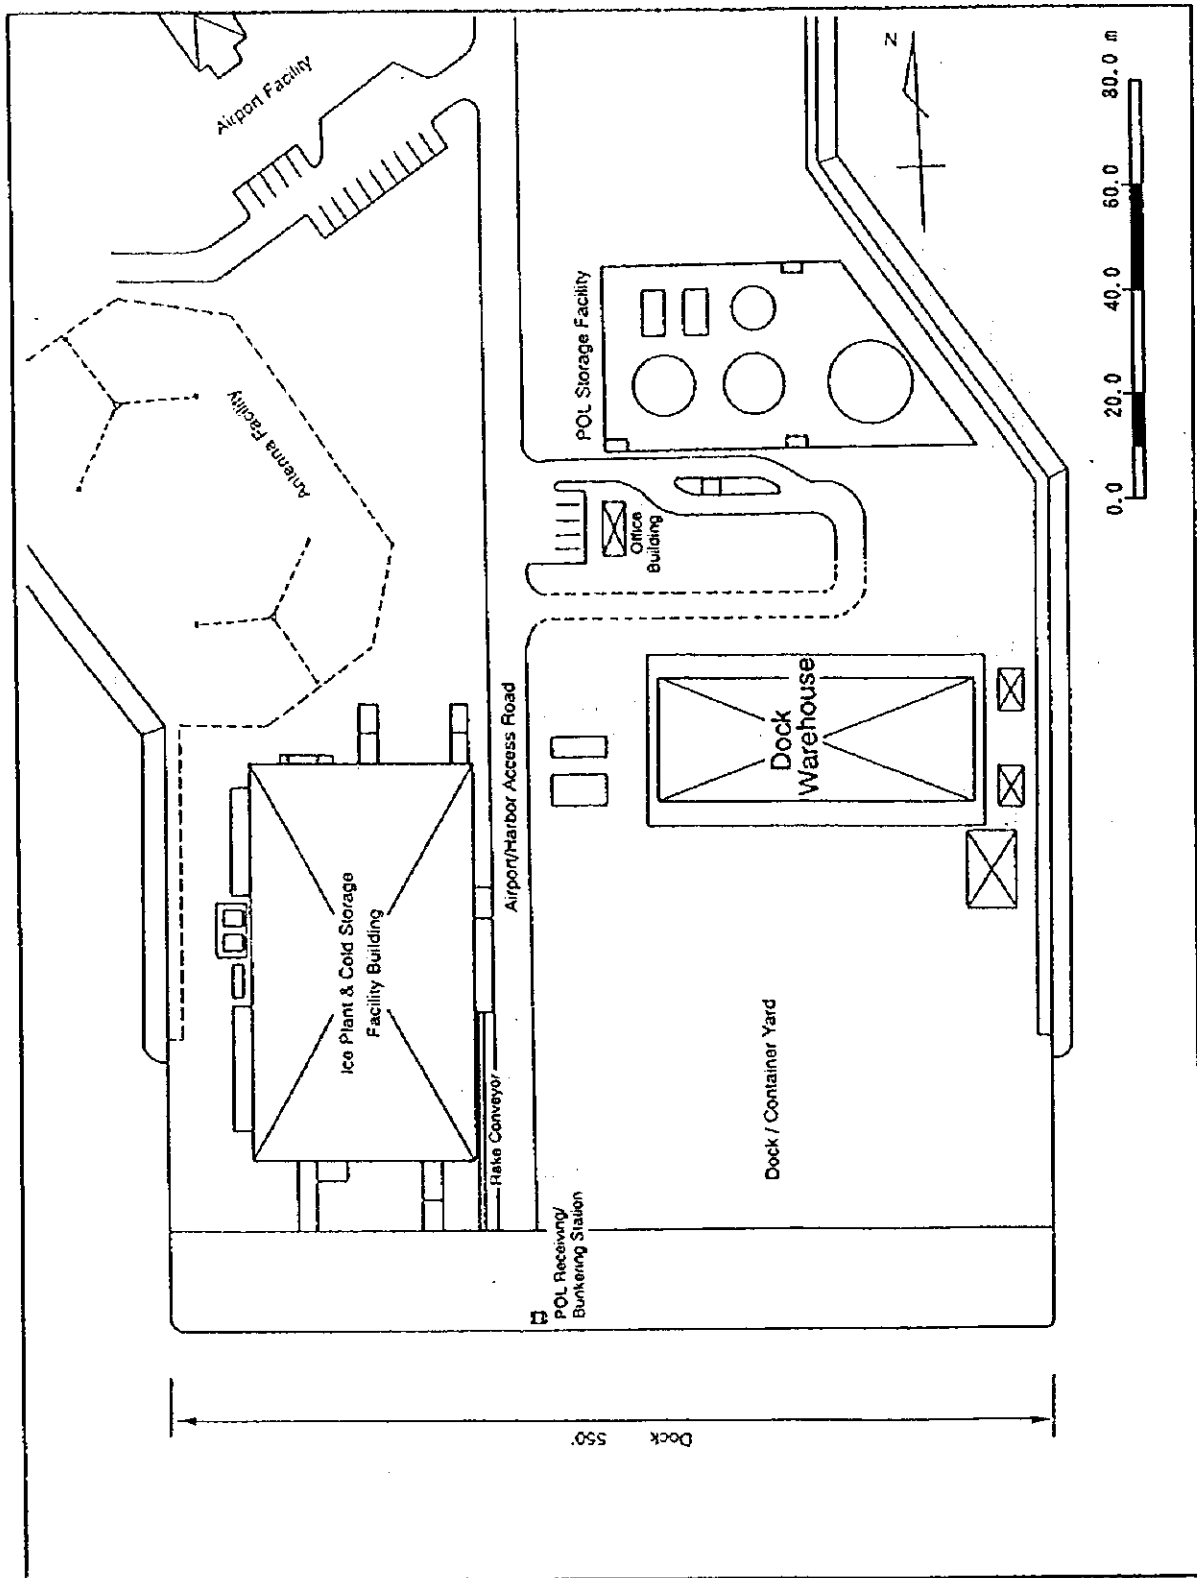 Airport Facility
N
0.0 20.0 40.0 60.0 80.0 m
POL Storage Facility
Antenna Facility
Office
Building
Airport/Harbor Access Road
Dock
Warehouse
Ice Plant & Cold Storage
Facility Building
Flake Conveyor
Dock / Container Yard
POL Receiving/
Bunkering Station
Dock 550'